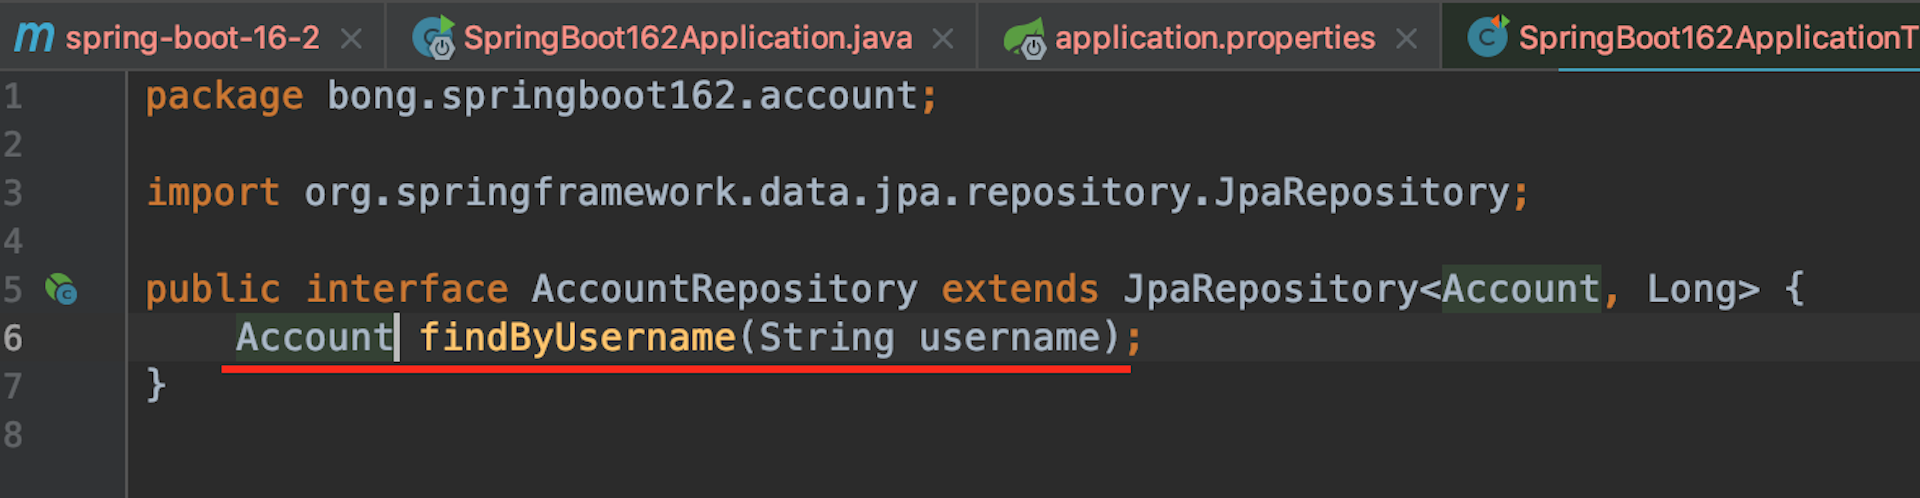 spring-boot-16-2 SpringBoot162Application.java application.properties SpringBoot162ApplicationT
1 package bong.springboot162.account;
2
3 import org.springframework.data.jpa.repository.JpaRepository;
4
5 public interface AccountRepository extends JpaRepository<Account, Long> {
6 Account findByUsername(String username);
7 }
8